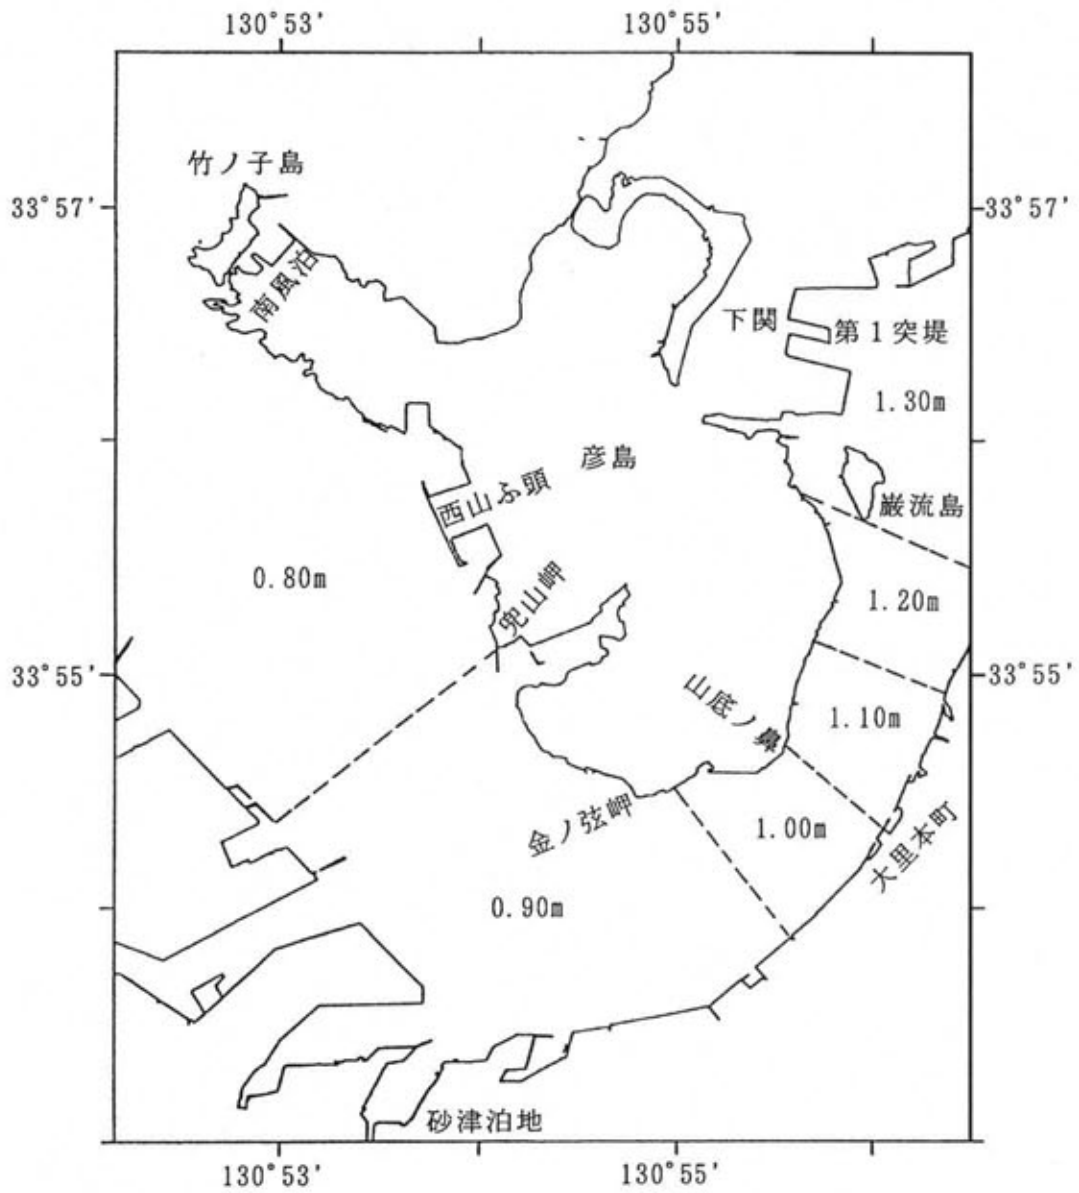 130°53'
130°55'
竹ノ子島
33°57'
33°57'
南風泊
下関
第1突堤
1.30m
彦島
西山ふ頭
巌流島
0.80m
兜山岬
1.20m
33°55'
33°55'
山底ノ鼻
1.10m
金ノ弦岬
1.00m
大里本町
0.90m
砂津泊地
130°53'
130°55'